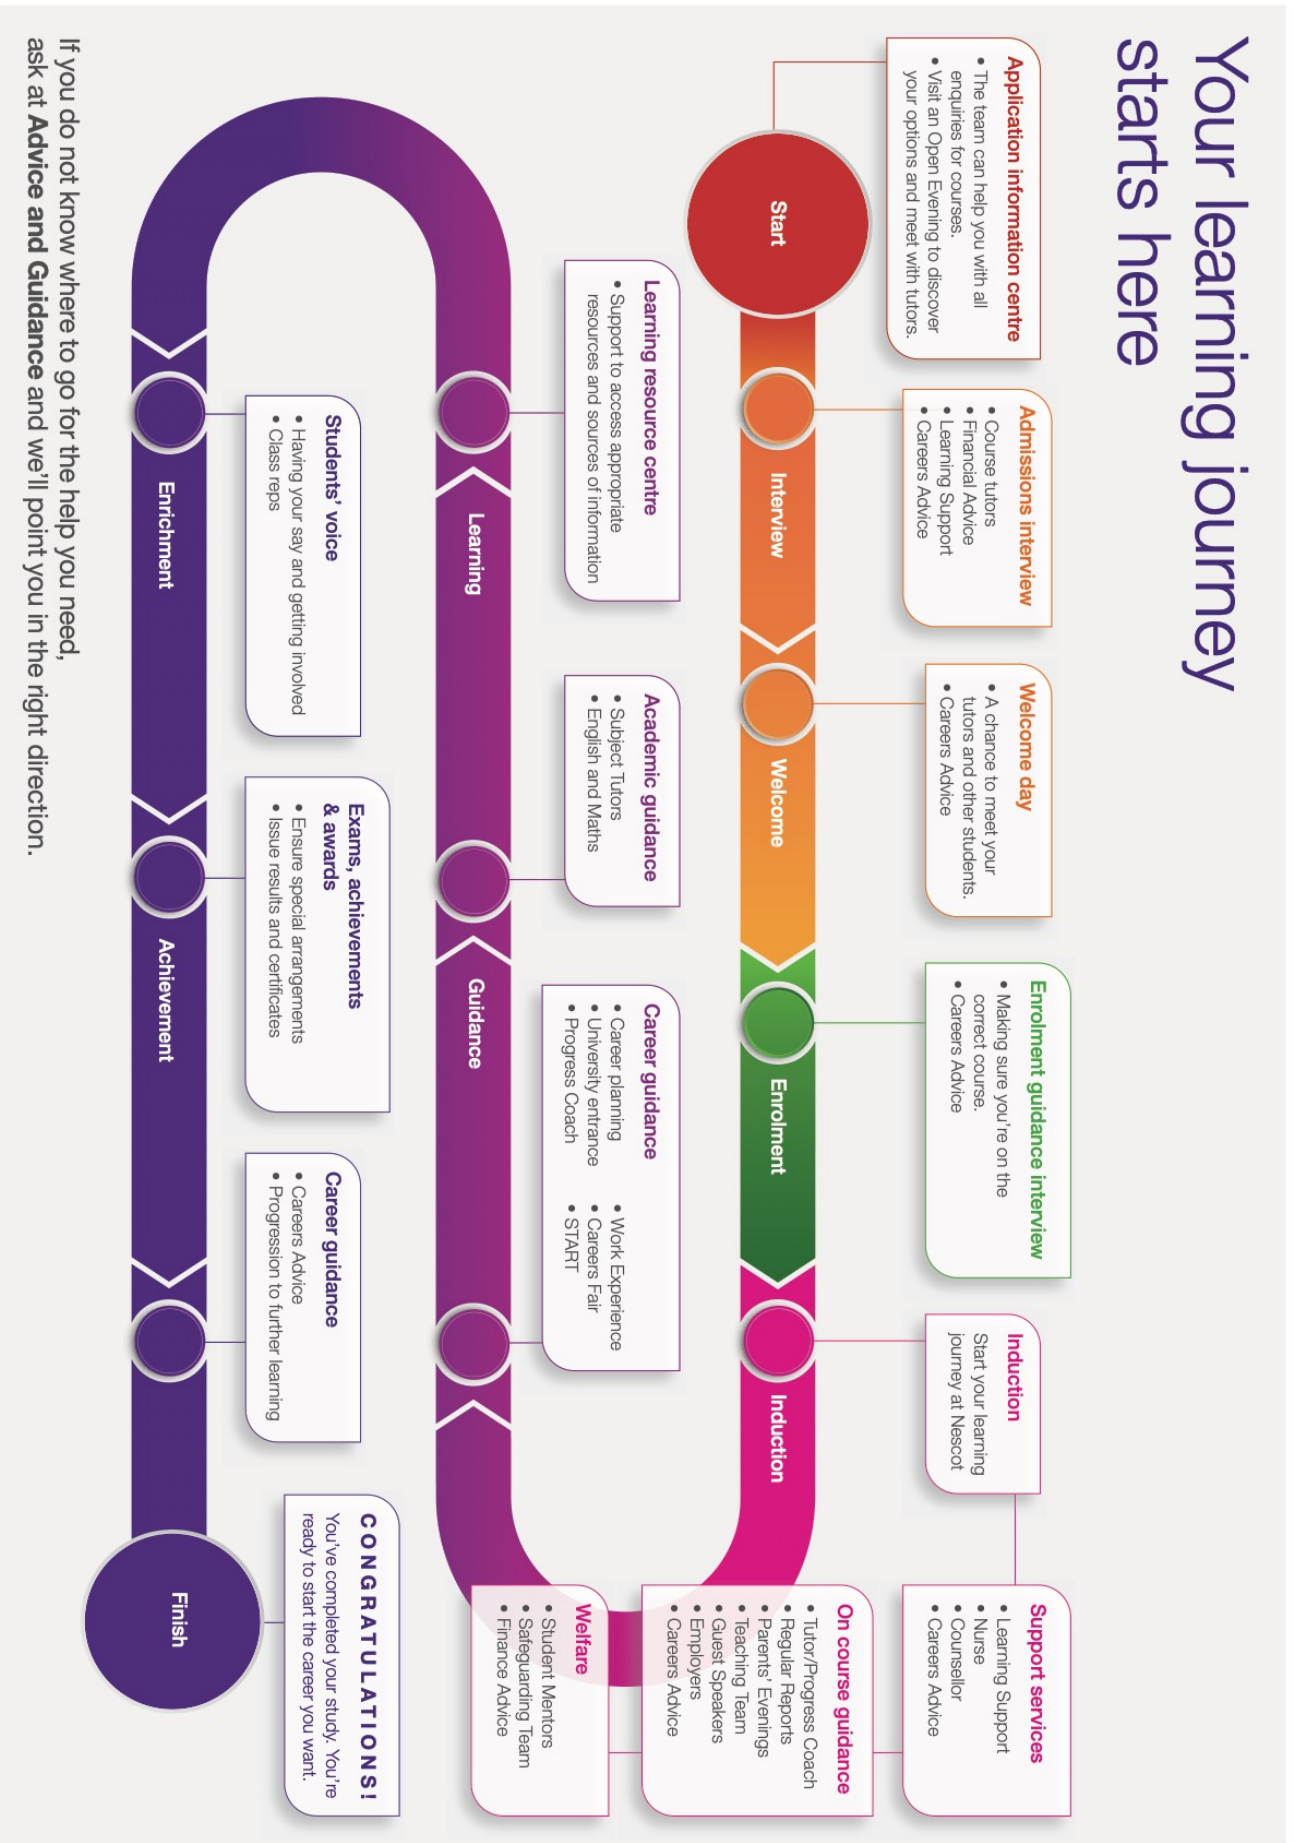 Your learning journey
starts here
Application information centre
• The team can help you with all
enquiries for courses.
• Visit an Open Evening to discover
your options and meet with tutors.
Admissions interview
• Course tutors
• Financial Advice
• Learning Support
• Careers Advice
Welcome day
• A chance to meet your
tutors and other students.
• Careers Advice
Enrolment guidance interview
• Making sure you're on the
correct course.
• Careers Advice
Induction
Start your learning
journey at Nescot
Support services
• Learning Support
• Nurse
• Counsellor
• Careers Advice
Start
Interview
Welcome
Enrolment
Induction
On course guidance
• Tutor/Progress Coach
• Regular Reports
• Parents' Evenings
• Teaching Team
• Guest Speakers
• Employers
• Careers Advice
Welfare
• Student Mentors
• Safeguarding Team
• Finance Advice
Learning resource centre
• Support to access appropriate
resources and sources of information
Academic guidance
• Subject Tutors
• English and Maths
Career guidance
• Career planning
• University entrance
• Progress Coach
• Work Experience
• Careers Fair
• START
Learning
Guidance
Students' voice
• Having your say and getting involved
• Class reps
Exams, achievements
& awards
• Ensure special arrangements
• Issue results and certificates
Career guidance
• Careers Advice
• Progression to further learning
CONGRATULATIONS!
You've completed your study. You're
ready to start the career you want.
Enrichment
Achievement
Finish
If you do not know where to go for the help you need,
ask at Advice and Guidance and we'll point you in the right direction.